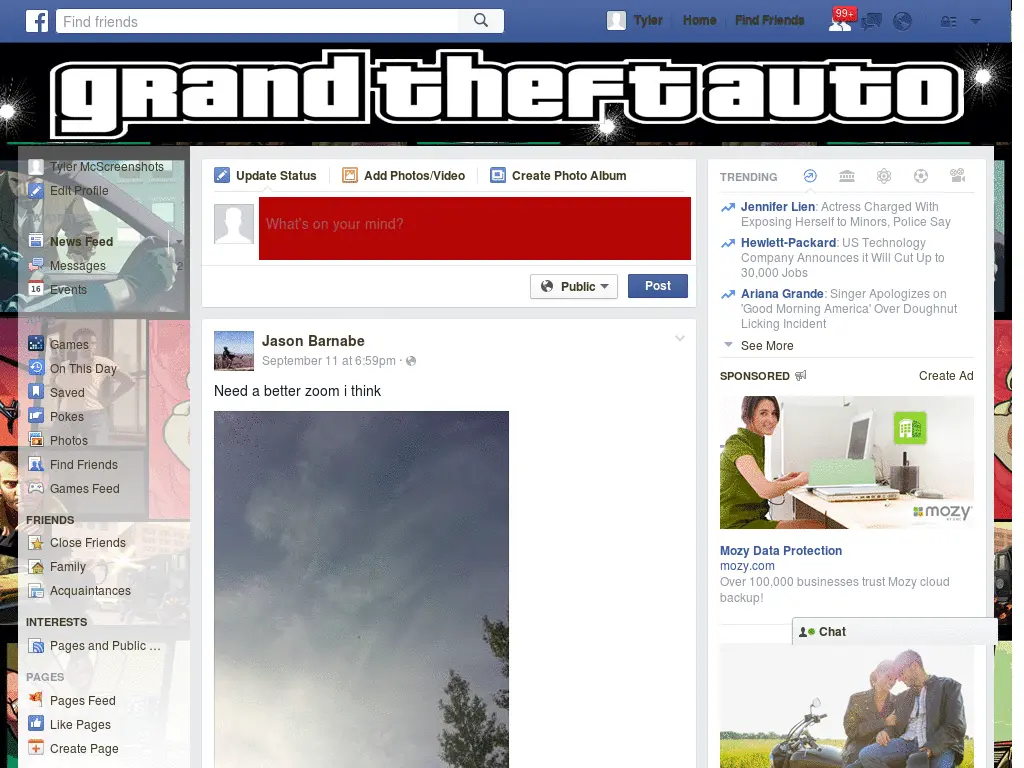 Find friends
Tyler
Home
Find Friends
99+
grand theft auto
Tyler McScreenshots
Edit Profile
News Feed
Messages
2
16
Events
Games
On This Day
Saved
Pokes
Photos
Find Friends
Games Feed
FRIENDS
Close Friends
Family
Acquaintances
INTERESTS
Pages and Public ...
PAGES
Pages Feed
Like Pages
Create Page
Update Status
Add Photos/Video
Create Photo Album
What's on your mind?
Public
Post
Jason Barnabe
September 11 at 6:59pm ·
Need a better zoom i think
TRENDING
Jennifer Lien: Actress Charged With
Exposing Herself to Minors, Police Say
Hewlett-Packard: US Technology
Company Announces it Will Cut Up to
30,000 Jobs
Ariana Grande: Singer Apologizes on
'Good Morning America' Over Doughnut
Licking Incident
See More
SPONSORED
Create Ad
mozy
Mozy Data Protection
mozy.com
Over 100,000 businesses trust Mozy cloud
backup!
Chat